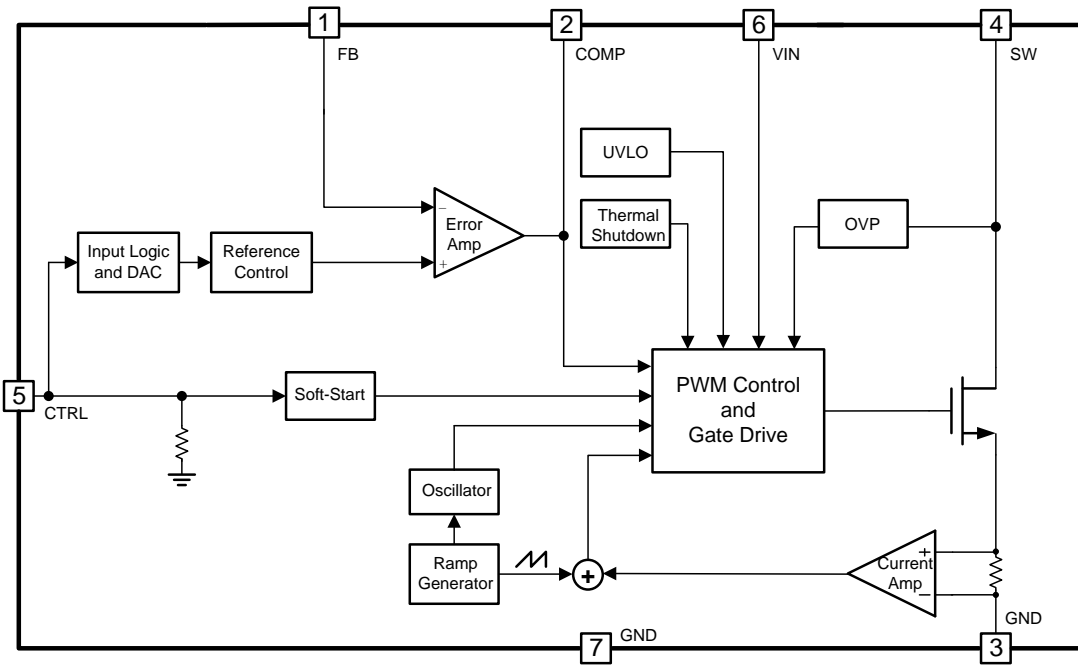 1
2
6
4
FB
COMP
VIN
SW
UVLO
Thermal
Shutdown
OVP
−
Error
Amp
+
Input Logic
and DAC
Reference
Control
5
CTRL
Soft-Start
PWM Control
and
Gate Drive
Oscillator
Ramp
Generator
+
Current
Amp
+
−
GND
3
7
GND